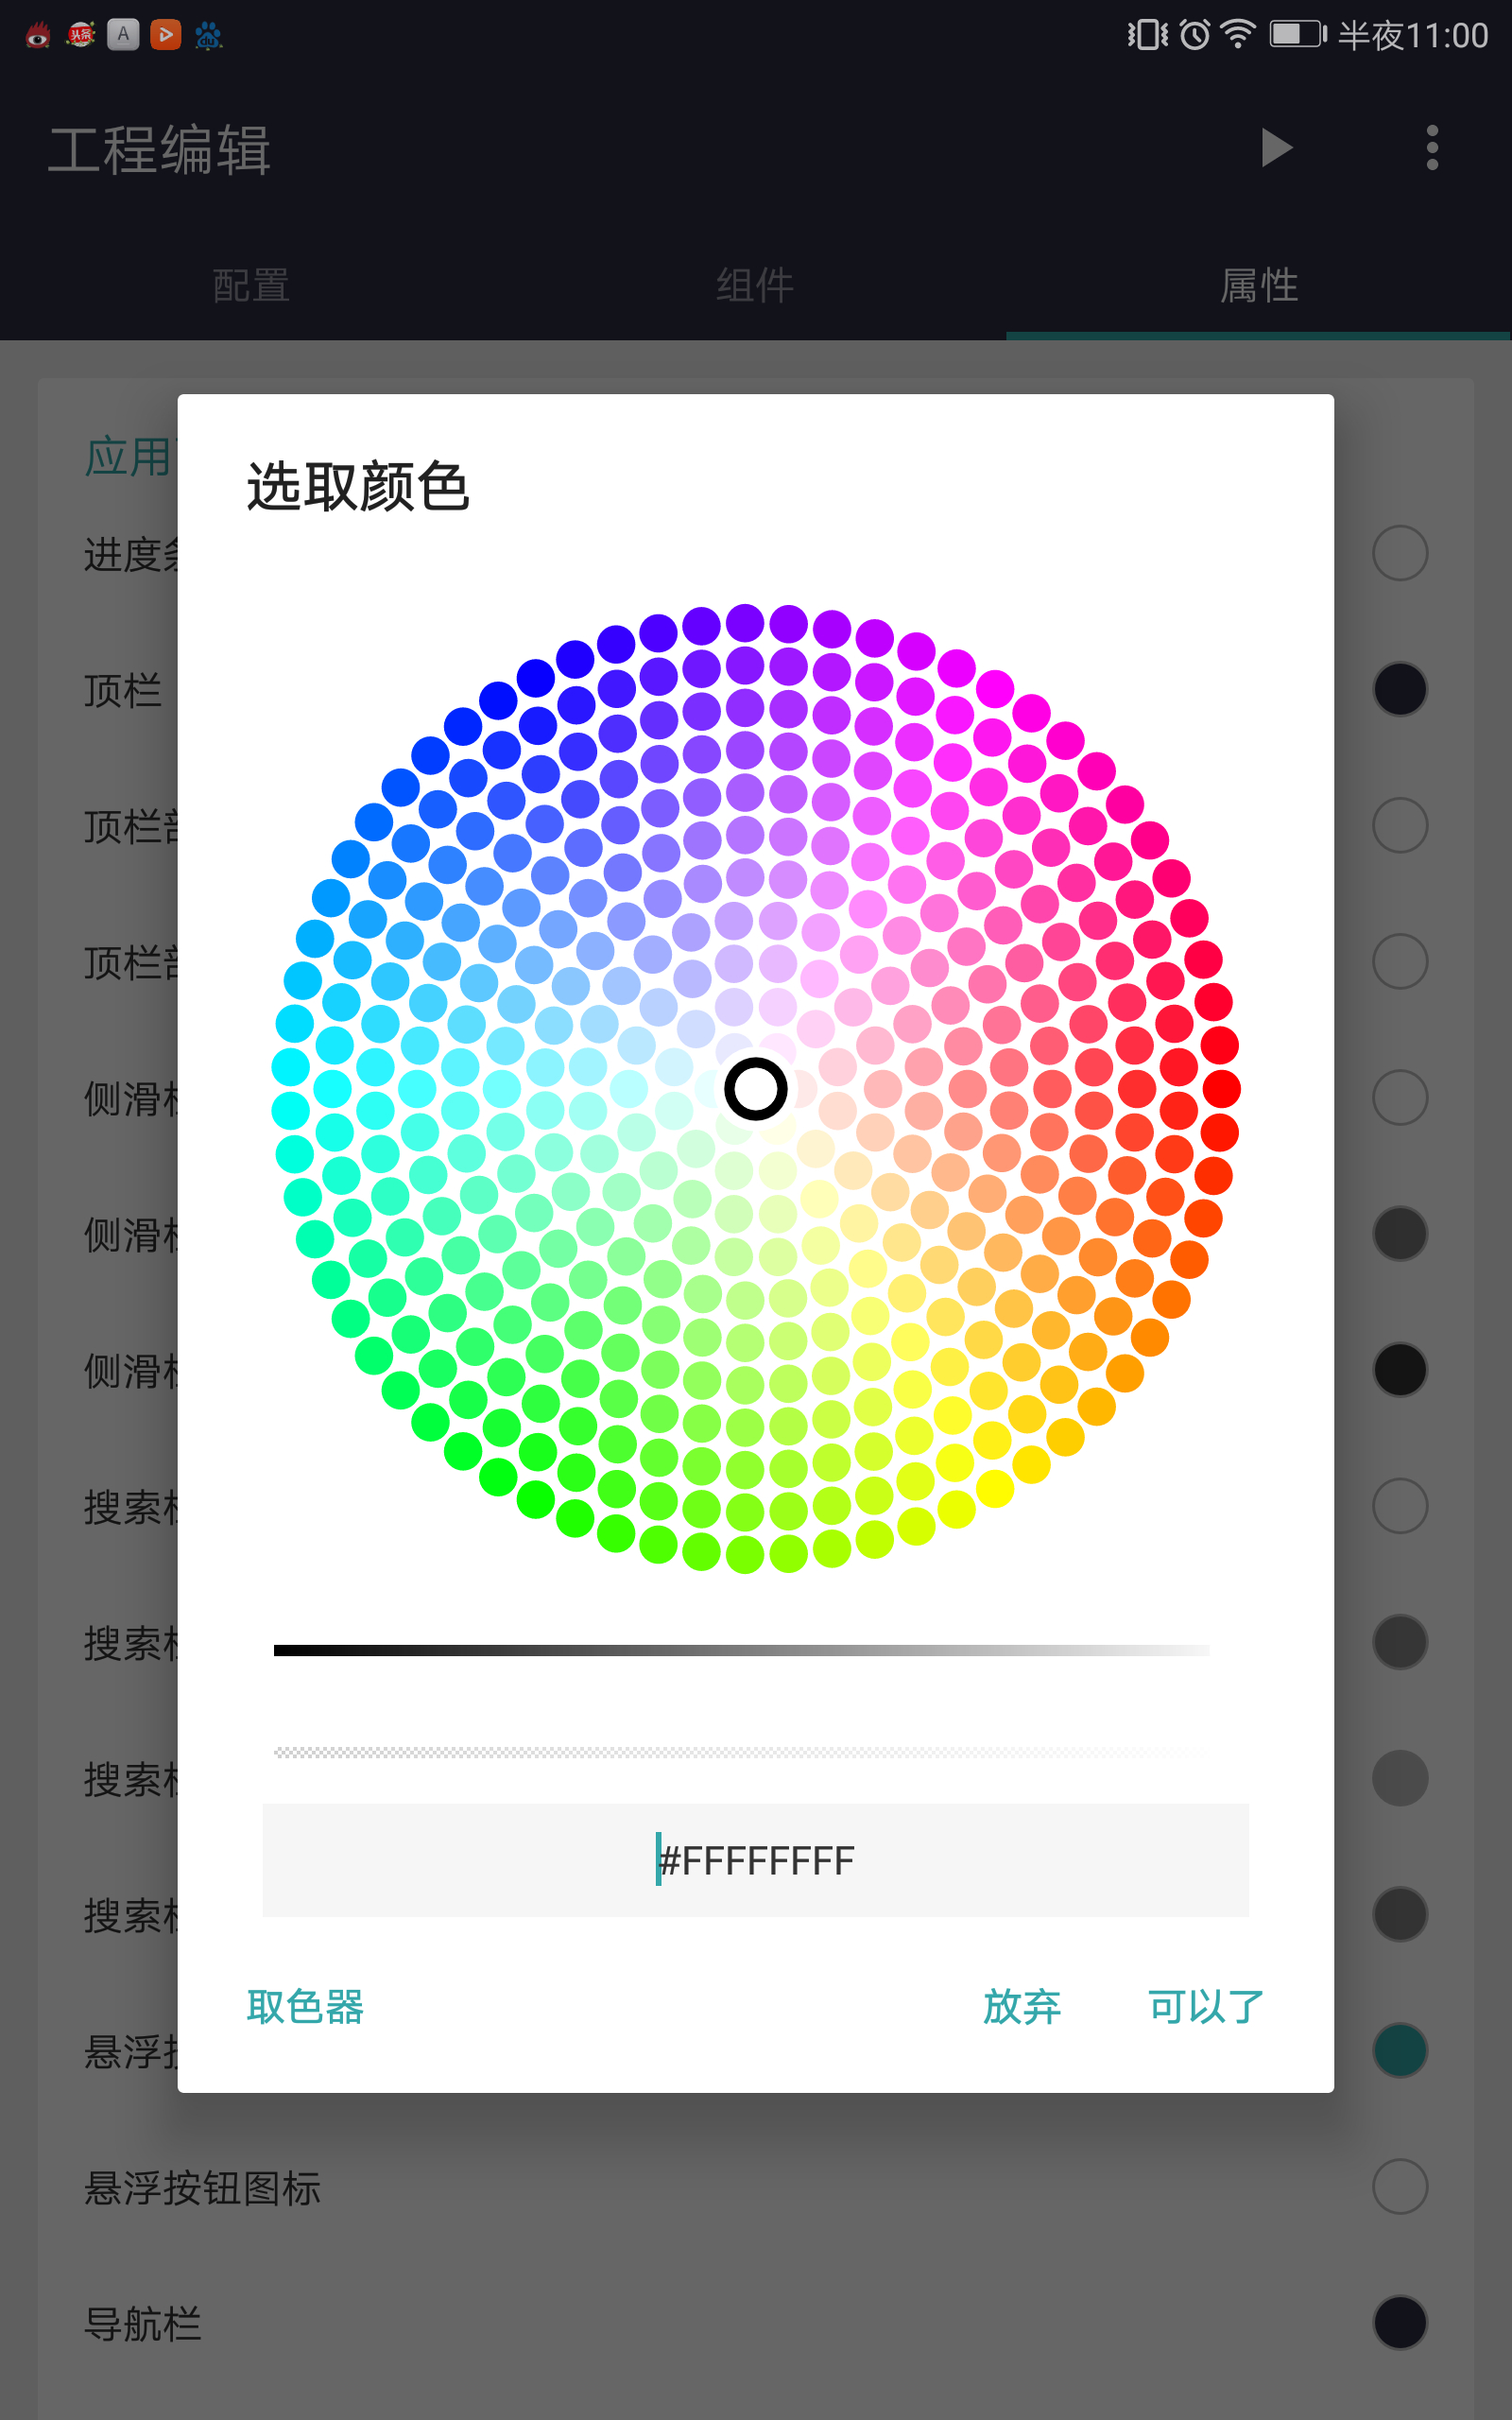 半夜11:00
工程编辑
配置 组件 属性
应用
选取颜色
进度
顶栏
顶栏
顶栏
侧滑
侧滑
侧滑
搜索
搜索
搜索
搜索
#FFFFFFFF
取色器 放弃 可以了
悬浮
悬浮按钮图标
导航栏